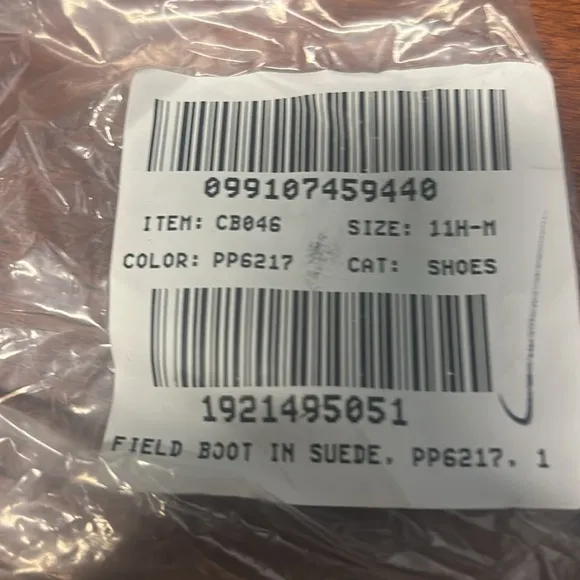 099107459440
ITEM: CB046 SIZE: 11H-M
COLOR: PP6217 CAT: SHOES
1921495051
FIELD BOOT IN SUEDE, PP6217, 1